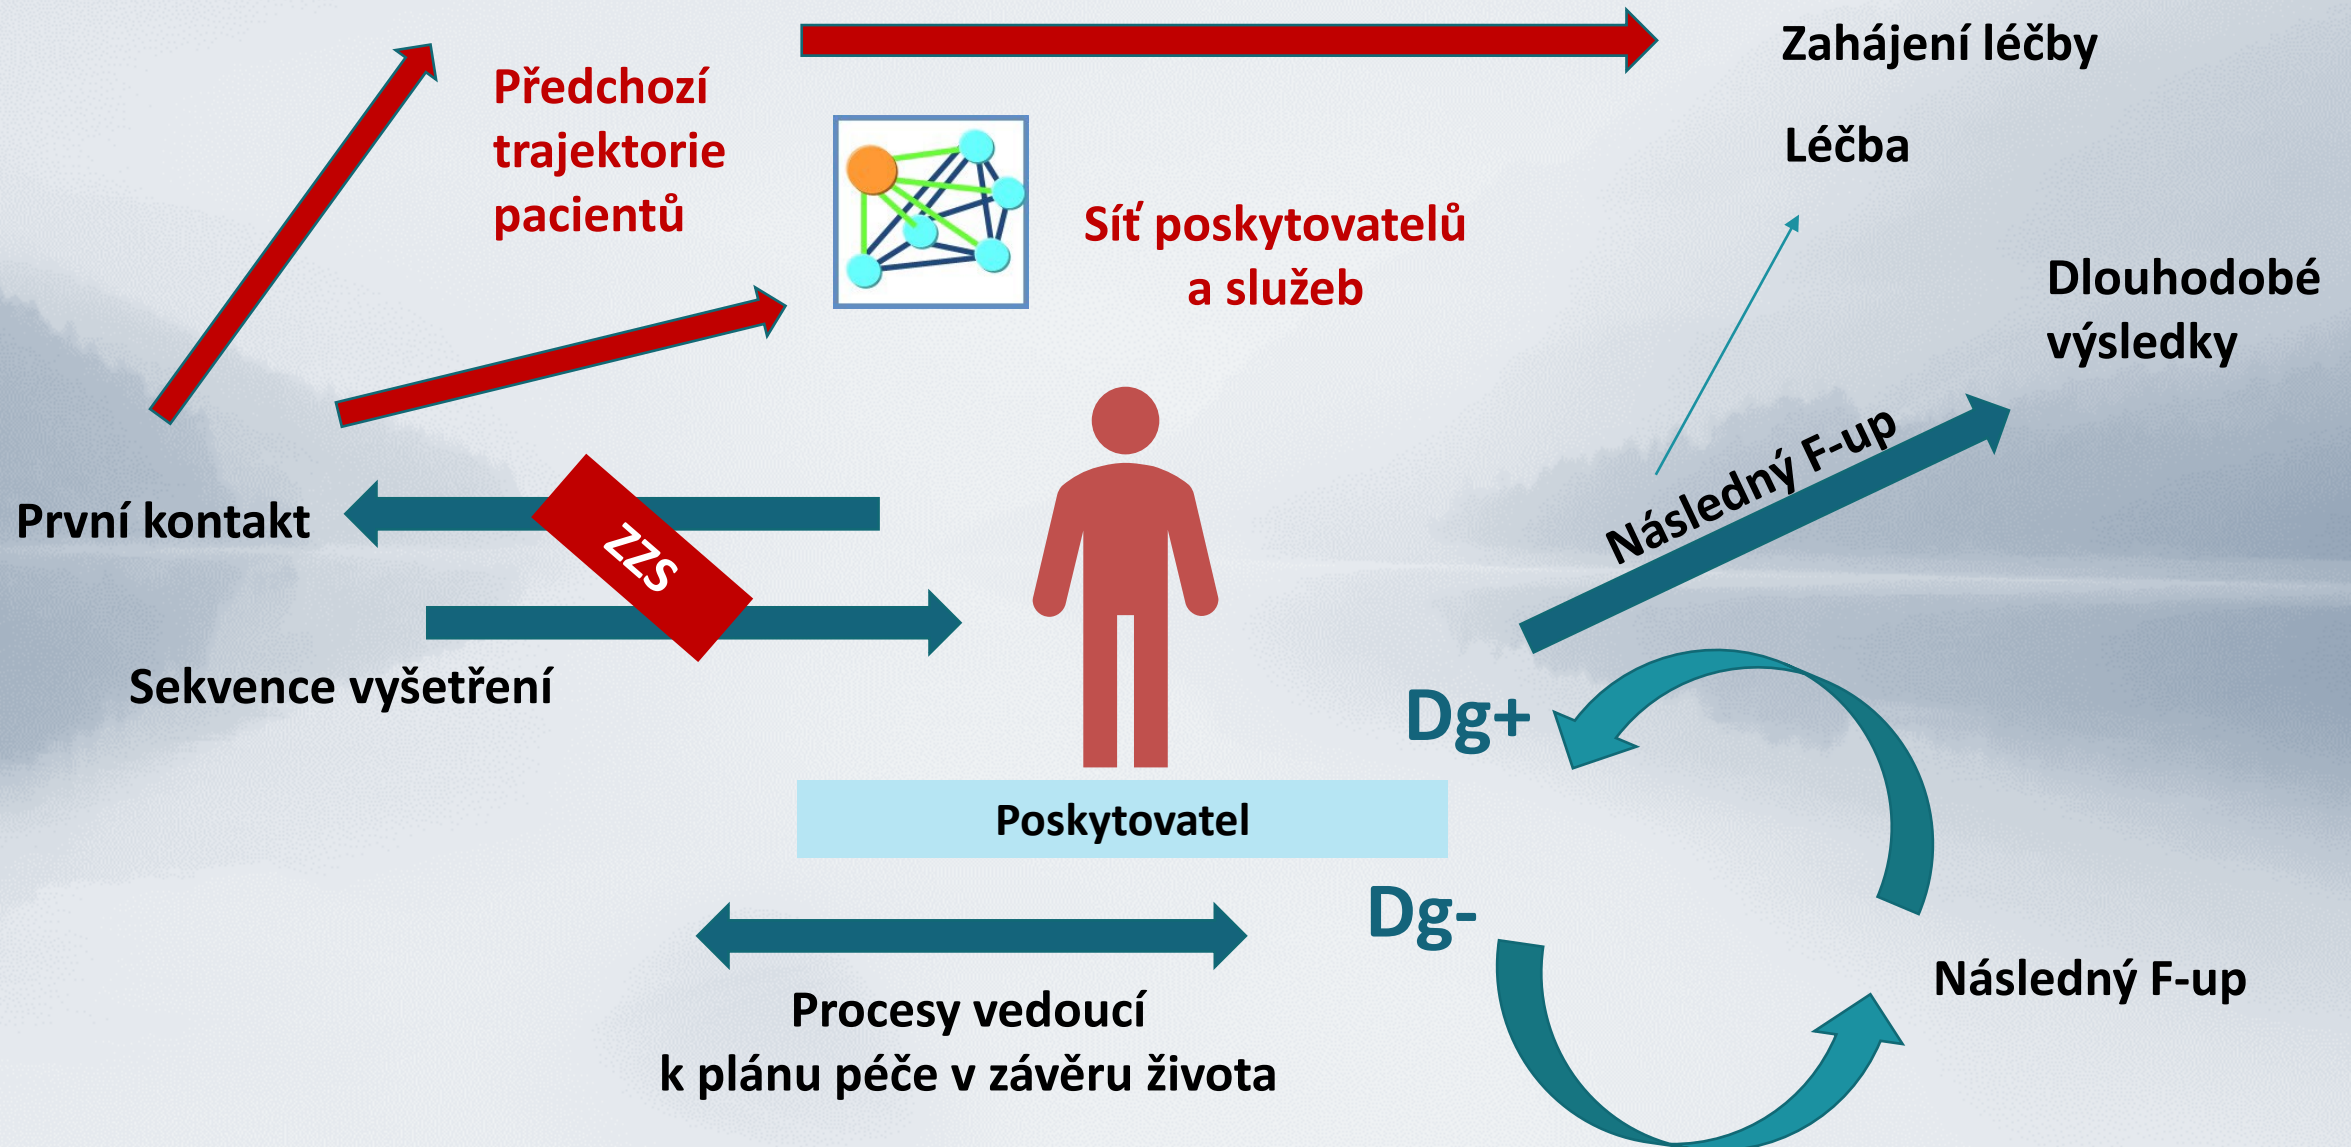 Zahájení léčby
Předchozí
trajektorie
pacientů
Léčba
Síť poskytovatelů
a služeb
Dlouhodobé
výsledky
Následný F-up
První kontakt
ZZS
Sekvence vyšetření
Dg+
Poskytovatel
Dg-
Následný F-up
Procesy vedoucí
k plánu péče v závěru života